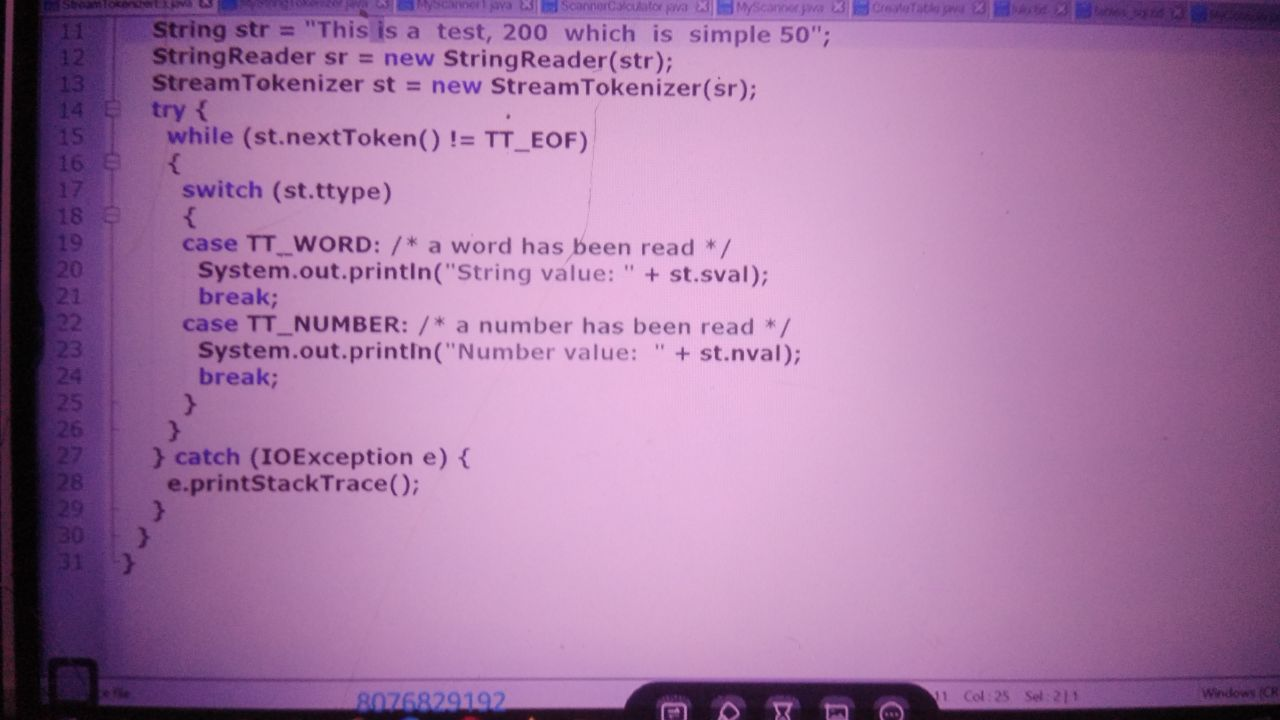 StreamTokenizer1.java MyStringTokenizer.java MyScanner1.java ScannerCalculator.java MyScanner.java CreateTable.java
11 String str = "This is a test, 200 which is simple 50";
12 StringReader sr = new StringReader(str);
13 StreamTokenizer st = new StreamTokenizer(sr);
14 try {
15 while (st.nextToken() != TT_EOF)
16 {
17 switch (st.ttype)
18 {
19 case TT_WORD: /* a word has been read */
20 System.out.println("String value: " + st.sval);
21 break;
22 case TT_NUMBER: /* a number has been read */
23 System.out.println("Number value:  " + st.nval);
24 break;
25 }
26 }
27 } catch (IOException e) {
28 e.printStackTrace();
29 }
30 }
31 }
file Col : 25 Sel : 2 | 1 Windows (CR
8076829192